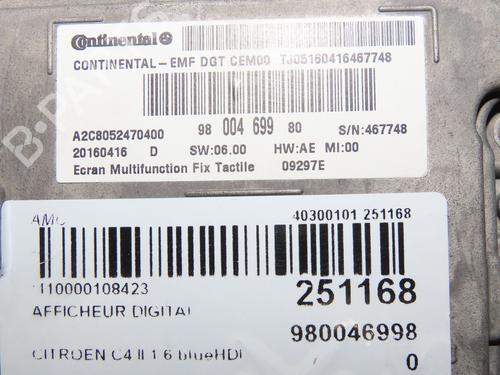 Continental
CONTINENTAL-EMF DGT CEM00 TJ05160416467748
A2C8052470400 98 004 699 80 S/N:467748
20160416 D SW:06.00 HW:AE MI:00
Ecran Multifunction Fix Tactile 09297E
40300101 251168
110000108423
251168
AFFICHEUR DIGITAL
980046998
0
CITROEN C4 II 1.6 blueHDI